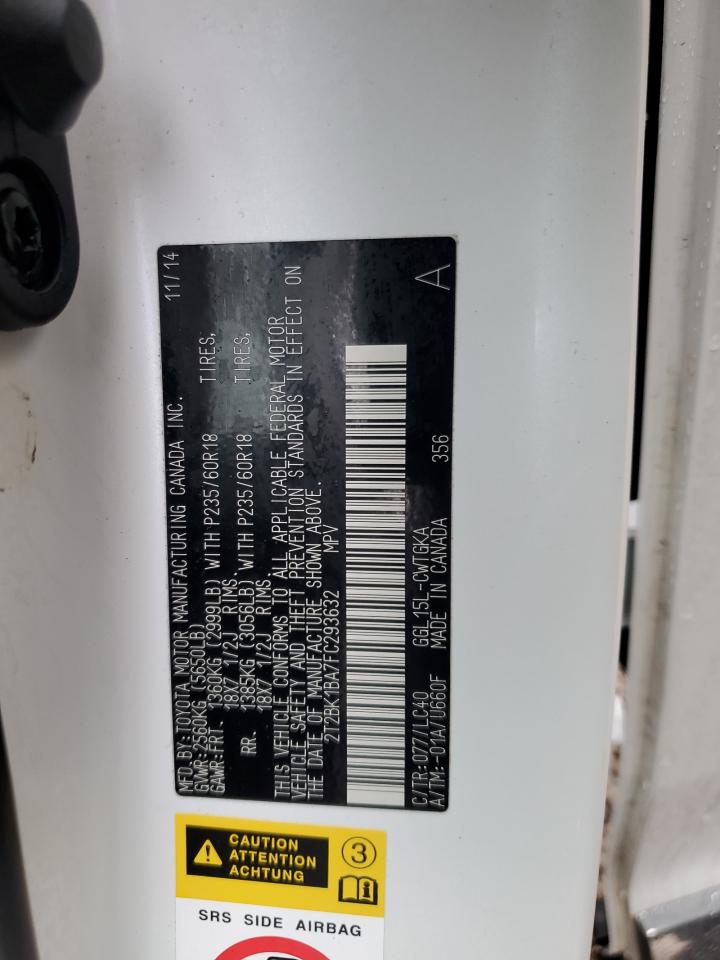 MFD. BY: TOYOTA MOTOR MANUFACTURING CANADA INC. 11/14
GVWR: 2560KG (5650LB)
GAWR: FRT 1360KG (2999LB) WITH P235/60R18 TIRES,
18X7 1/2J RIMS
RR. 1385KG (3056LB) WITH P235/60R18 TIRES,
18X7 1/2J RIMS
THIS VEHICLE CONFORMS TO ALL APPLICABLE FEDERAL MOTOR
VEHICLE SAFETY AND THEFT PREVENTION STANDARDS IN EFFECT ON
THE DATE OF MANUFACTURE SHOWN ABOVE.
2T2BK1BA7FC293632 MPV
C/TR: 077/LC40 GGL15L-CWTGKA
A/TM: -01A/U660F MADE IN CANADA 356 A
CAUTION
ATTENTION
ACHTUNG
3
SRS SIDE AIRBAG